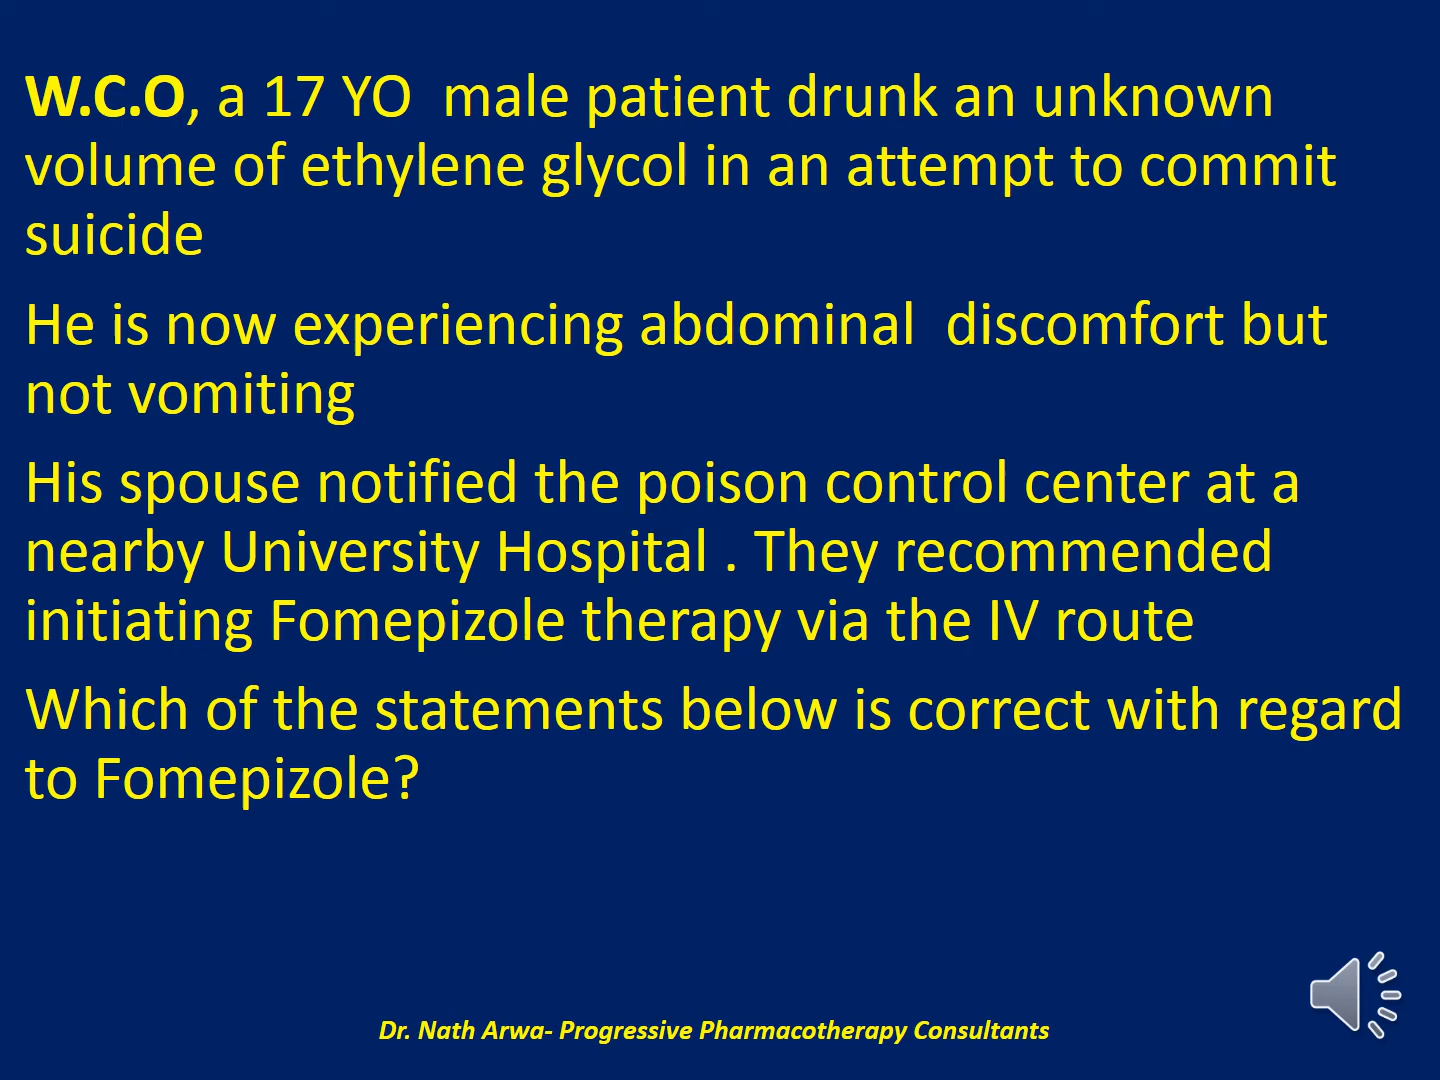 W.C.O, a 17 YO  male patient drunk an unknown
volume of ethylene glycol in an attempt to commit
suicide
He is now experiencing abdominal  discomfort but
not vomiting
His spouse notified the poison control center at a
nearby University Hospital . They recommended
initiating Fomepizole therapy via the IV route
Which of the statements below is correct with regard
to Fomepizole?
Dr. Nath Arwa- Progressive Pharmacotherapy Consultants